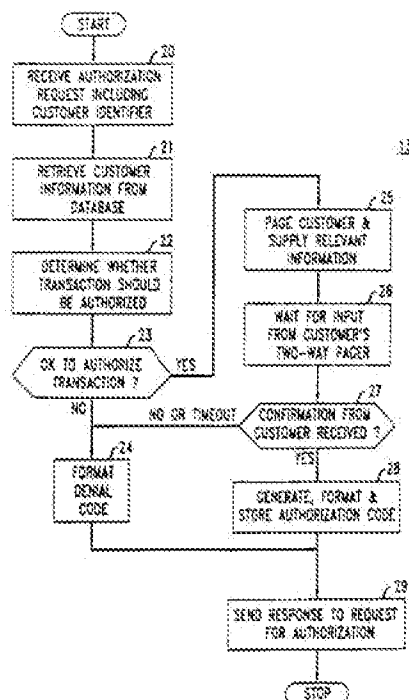 START
20
RECEIVE AUTHORIZATION
REQUEST INCLUDING
CUSTOMER IDENTIFIER
21
RETRIEVE CUSTOMER
INFORMATION FROM
DATABASE
22
DETERMINE WHETHER
TRANSACTION SHOULD
BE AUTHORIZED
23
OK TO AUTHORIZE
TRANSACTION ?
YES
NO
24
FORMAT
DENIAL
CODE
13
25
PAGE CUSTOMER &
SUPPLY RELEVANT
INFORMATION
26
WAIT FOR INPUT
FROM CUSTOMER'S
TWO-WAY PAGER
27
CONFIRMATION FROM
CUSTOMER RECEIVED ?
NO OR TIMEOUT
YES
28
GENERATE, FORMAT &
STORE AUTHORIZATION CODE
29
SEND RESPONSE TO REQUEST
FOR AUTHORIZATION
STOP